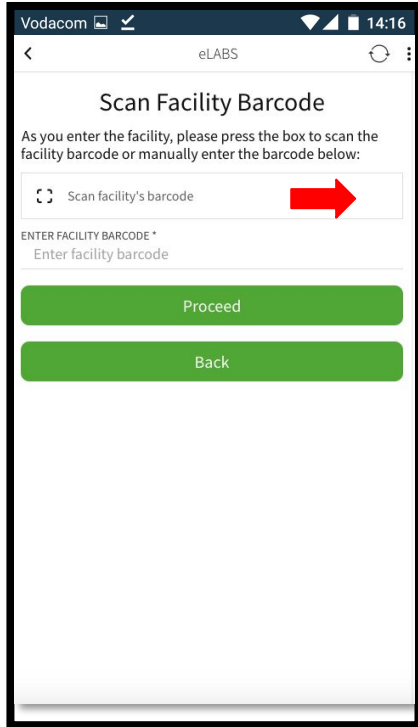 Vodacom 14:16
eLABS
Scan Facility Barcode
As you enter the facility, please press the box to scan the
facility barcode or manually enter the barcode below:
Scan facility's barcode
ENTER FACILITY BARCODE *
Enter facility barcode
Proceed
Back